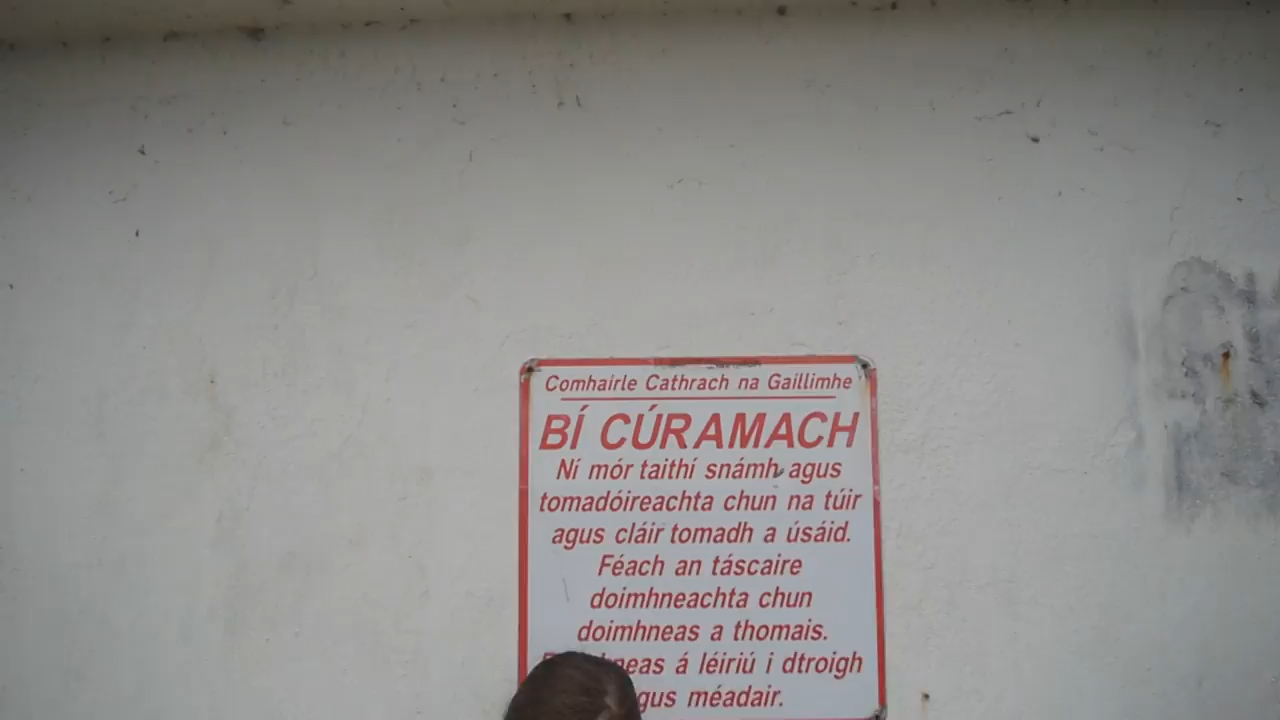 Comhairle Cathrach na Gaillimhe
BÍ CÚRAMACH
Ní mór taithí snámh agus
tomadóireachta chun na túir
agus cláir tomadh a úsáid.
Féach an táscaire
doimhneachta chun
doimhneas a thomais.
á léiriú i dtroigh
méadair.